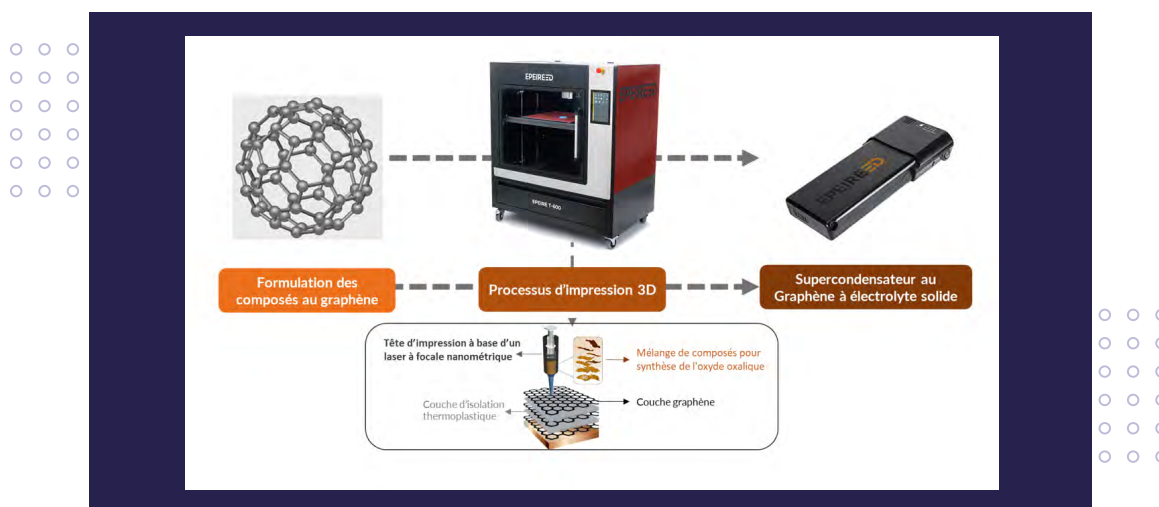 EPEIRE3D
EPEIRE3D
EPEIRE T-600
EPEIRE3D
Formulation des
composés au graphène
Processus d'impression 3D
Supercondensateur au
Graphène à électrolyte solide
Tête d'impression à base d'un
laser à focale nanométrique
Mélange de composés pour
synthèse de l'oxyde oxalique
Couche d'isolation
thermoplastique
Couche graphène